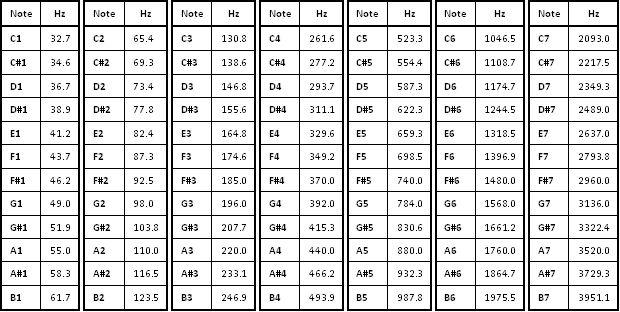 Note Hz Note Hz Note Hz Note Hz Note Hz Note Hz Note Hz
C1 32.7 C2 65.4 C3 130.8 C4 261.6 C5 523.3 C6 1046.5 C7 2093.0
C#1 34.6 C#2 69.3 C#3 138.6 C#4 277.2 C#5 554.4 C#6 1108.7 C#7 2217.5
D1 36.7 D2 73.4 D3 146.8 D4 293.7 D5 587.3 D6 1174.7 D7 2349.3
D#1 38.9 D#2 77.8 D#3 155.6 D#4 311.1 D#5 622.3 D#6 1244.5 D#7 2489.0
E1 41.2 E2 82.4 E3 164.8 E4 329.6 E5 659.3 E6 1318.5 E7 2637.0
F1 43.7 F2 87.3 F3 174.6 F4 349.2 F5 698.5 F6 1396.9 F7 2793.8
F#1 46.2 F#2 92.5 F#3 185.0 F#4 370.0 F#5 740.0 F#6 1480.0 F#7 2960.0
G1 49.0 G2 98.0 G3 196.0 G4 392.0 G5 784.0 G6 1568.0 G7 3136.0
G#1 51.9 G#2 103.8 G#3 207.7 G#4 415.3 G#5 830.6 G#6 1661.2 G#7 3322.4
A1 55.0 A2 110.0 A3 220.0 A4 440.0 A5 880.0 A6 1760.0 A7 3520.0
A#1 58.3 A#2 116.5 A#3 233.1 A#4 466.2 A#5 932.3 A#6 1864.7 A#7 3729.3
B1 61.7 B2 123.5 B3 246.9 B4 493.9 B5 987.8 B6 1975.5 B7 3951.1